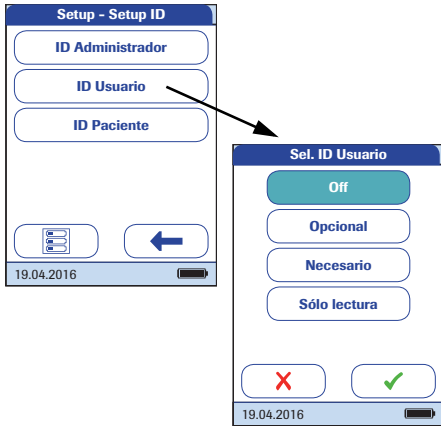 Setup - Setup ID
ID Administrador
ID Usuario
ID Paciente
19.04.2016
Sel. ID Usuario
Off
Opcional
Necesario
Sólo lectura
19.04.2016